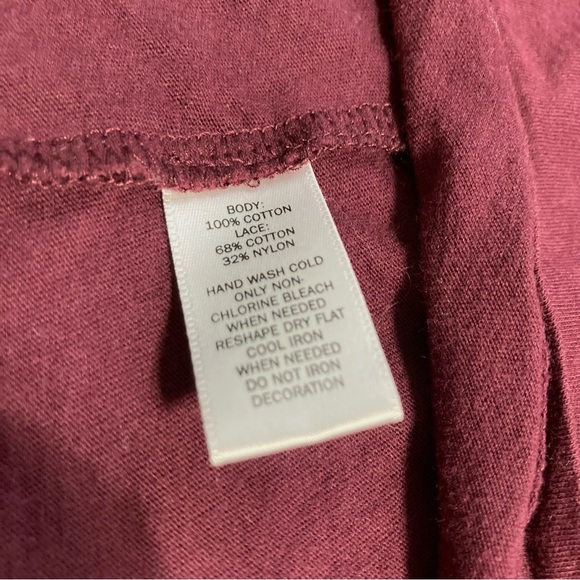 BODY:
100% COTTON
LACE:
68% COTTON
32% NYLON
HAND WASH COLD
ONLY NON-
CHLORINE BLEACH
WHEN NEEDED
RESHAPE DRY FLAT
COOL IRON
WHEN NEEDED
DO NOT IRON
DECORATION